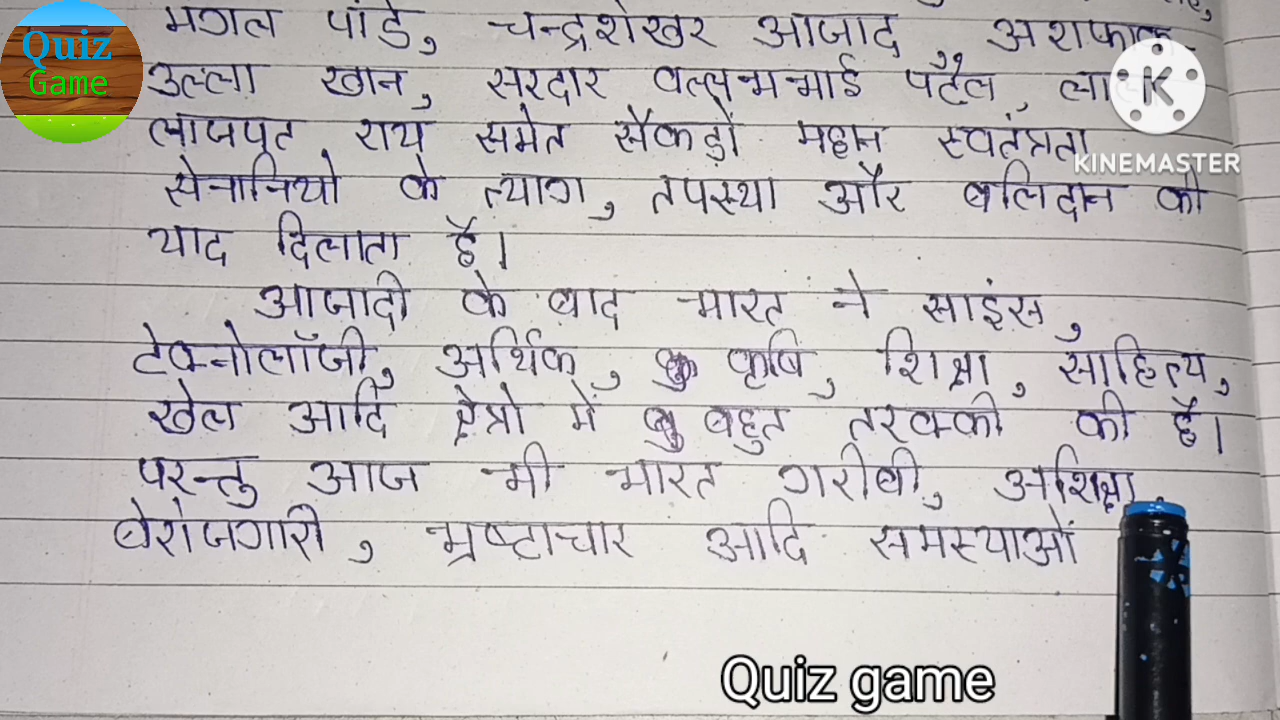 मंगल पांडे, चन्द्रशेखर आजाद, अशफाक
Quiz
Game
उल्ला खान, सरदार वल्लभभाई पटेल, लाला
K
लाजपत राय समेत सैकड़ों महान स्वतंत्रता
KINEMASTER
सेनानियो के त्याग, तपस्या और बलिदान की
याद दिलाता है।
आजादी के बाद भारत ने साइंस,
टेक्नोलॉजी, अर्थिक, कृषि, शिक्षा, साहित्य,
खेल आदि क्षेत्रो में बहुत तरक्की की है।
परन्तु आज भी भारत गरीबी, अशिक्षा,
बेरोजगारी, भ्रष्टाचार आदि समस्याओं
Quiz game